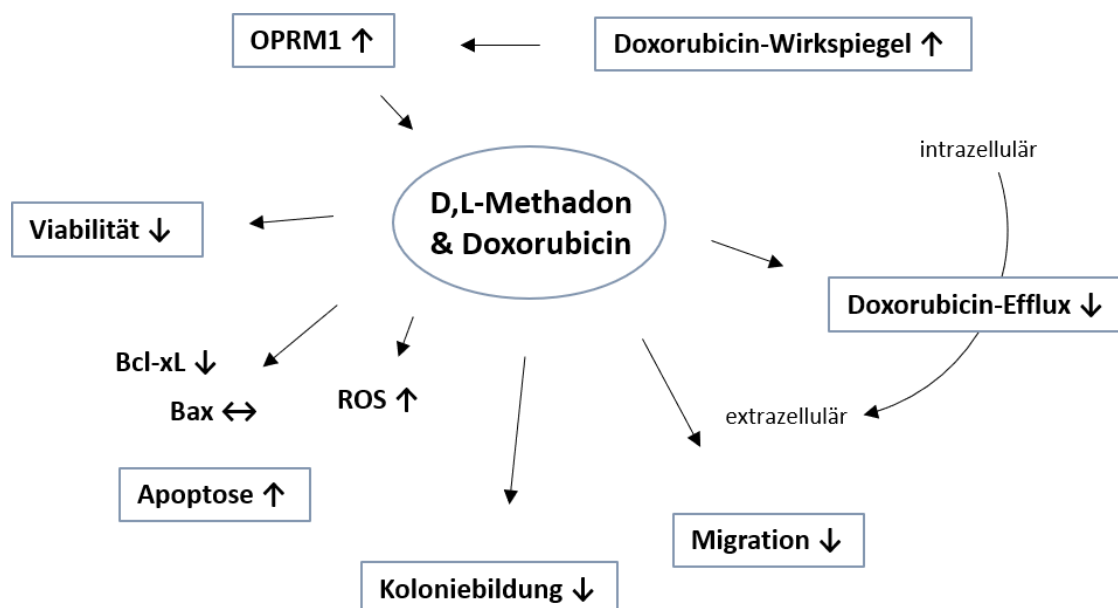 OPRM1 ↑
Doxorubicin-Wirkspiegel ↑
intrazellulär
D,L-Methadon
& Doxorubicin
Viabilität ↓
Doxorubicin-Efflux ↓
Bcl-xL ↓
Bax ↔
ROS ↑
extrazellulär
Apoptose ↑
Migration ↓
Koloniebildung ↓